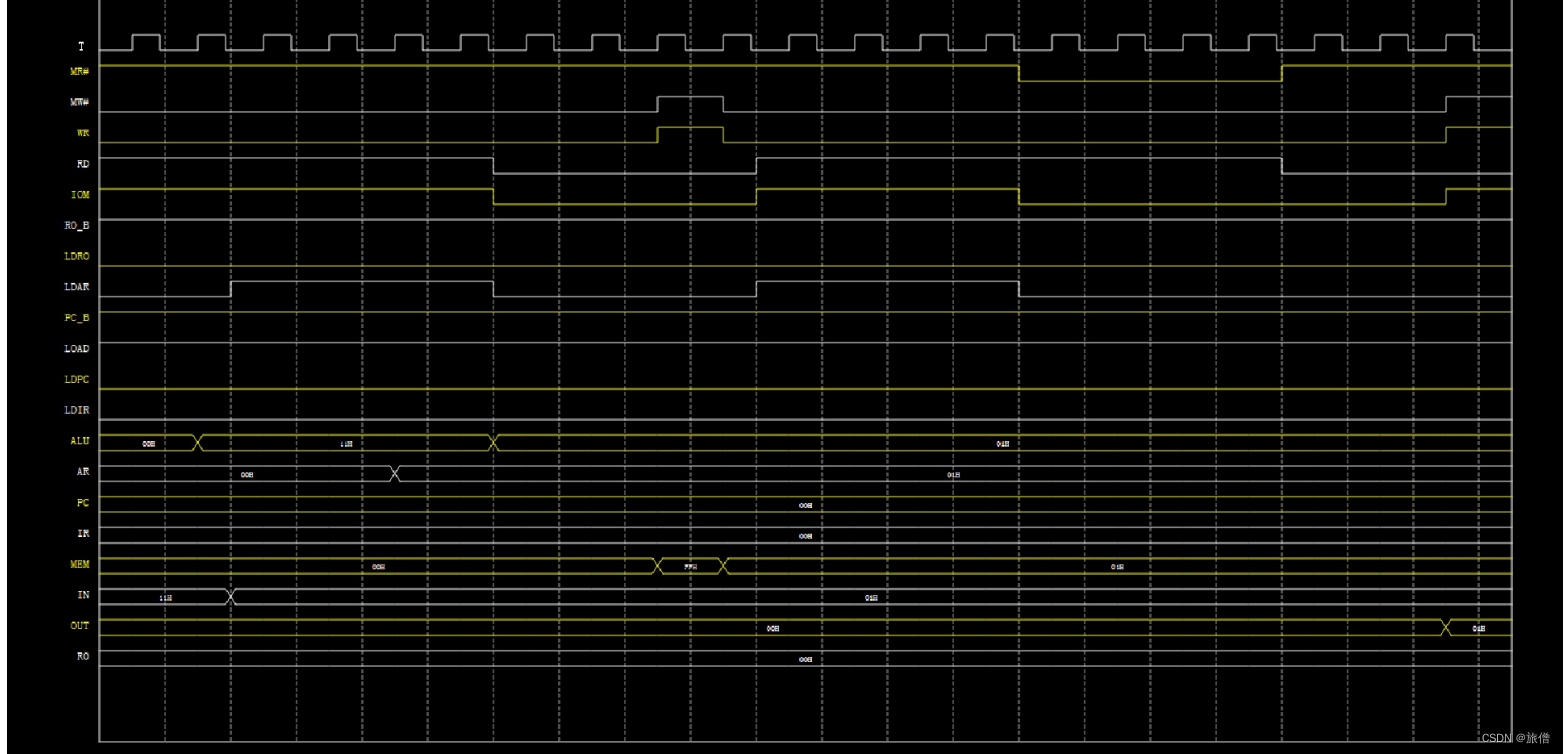 T
MR#
MW#
WR
RD
IOM
RO_B
LDRO
LDAR
PC_B
LOAD
LDPC
LDIR
ALU 00H 11H 01H
AR 00H 01H
PC 00H
IR 00H
MEM 00H FFH 01H
IN 11H 01H
OUT 00H 01H
RO 00H
CSDN @旅僧